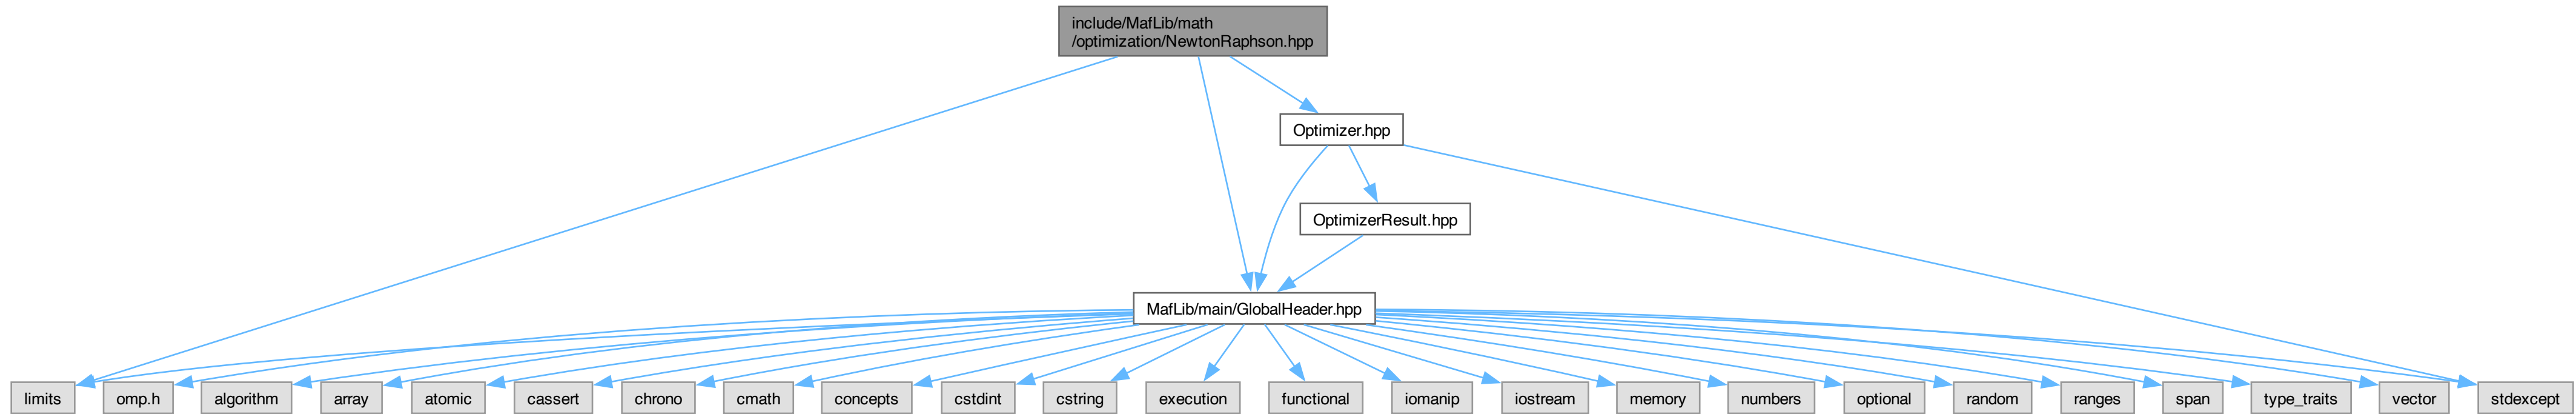 include/MafLib/math
/optimization/NewtonRaphson.hpp
Optimizer.hpp
OptimizerResult.hpp
MafLib/main/GlobalHeader.hpp
limits
omp.h
algorithm
array
atomic
cassert
chrono
cmath
concepts
cstdint
cstring
execution
functional
iomanip
iostream
memory
numbers
optional
random
ranges
span
type_traits
vector
stdexcept